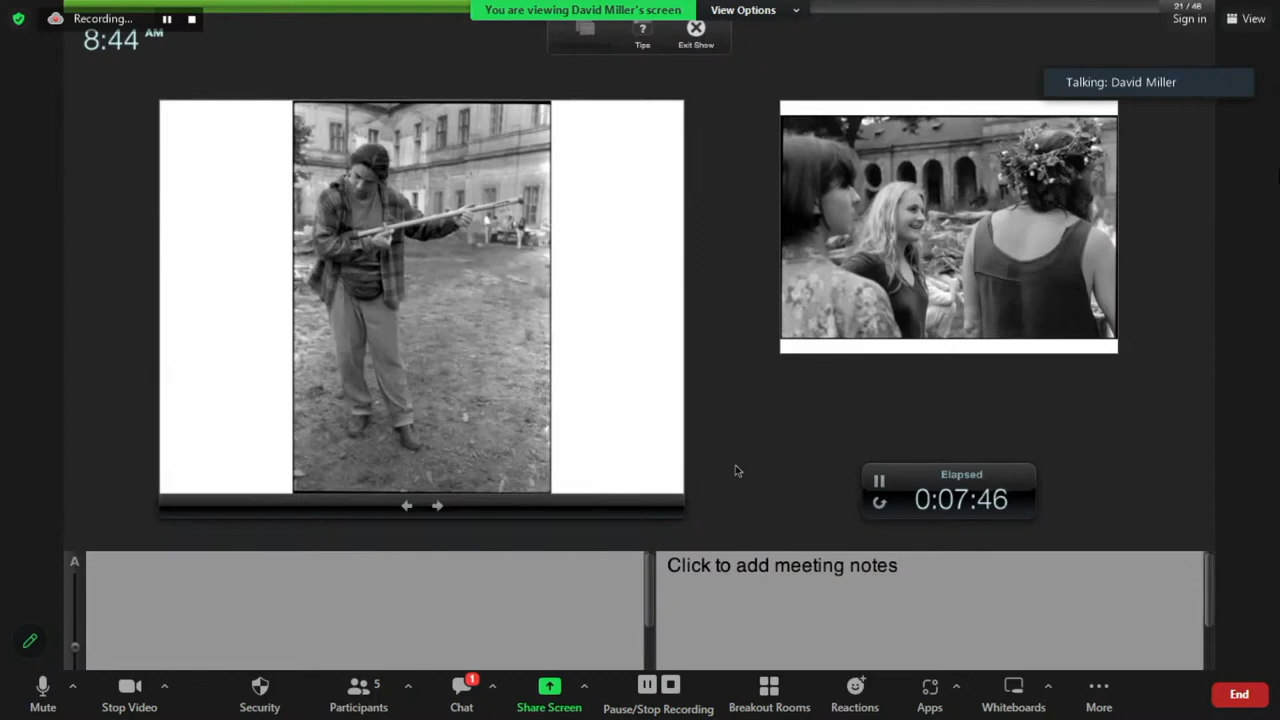 Recording...
You are viewing David Miller's screen
View Options
21 / 46
Sign in
View
8:44 AM
Tips
Exit Show
Talking: David Miller
Elapsed
0:07:46
A
Click to add meeting notes
Mute
Stop Video
Security
5
Participants
1
Chat
Share Screen
Pause/Stop Recording
Breakout Rooms
Reactions
Apps
Whiteboards
More
End